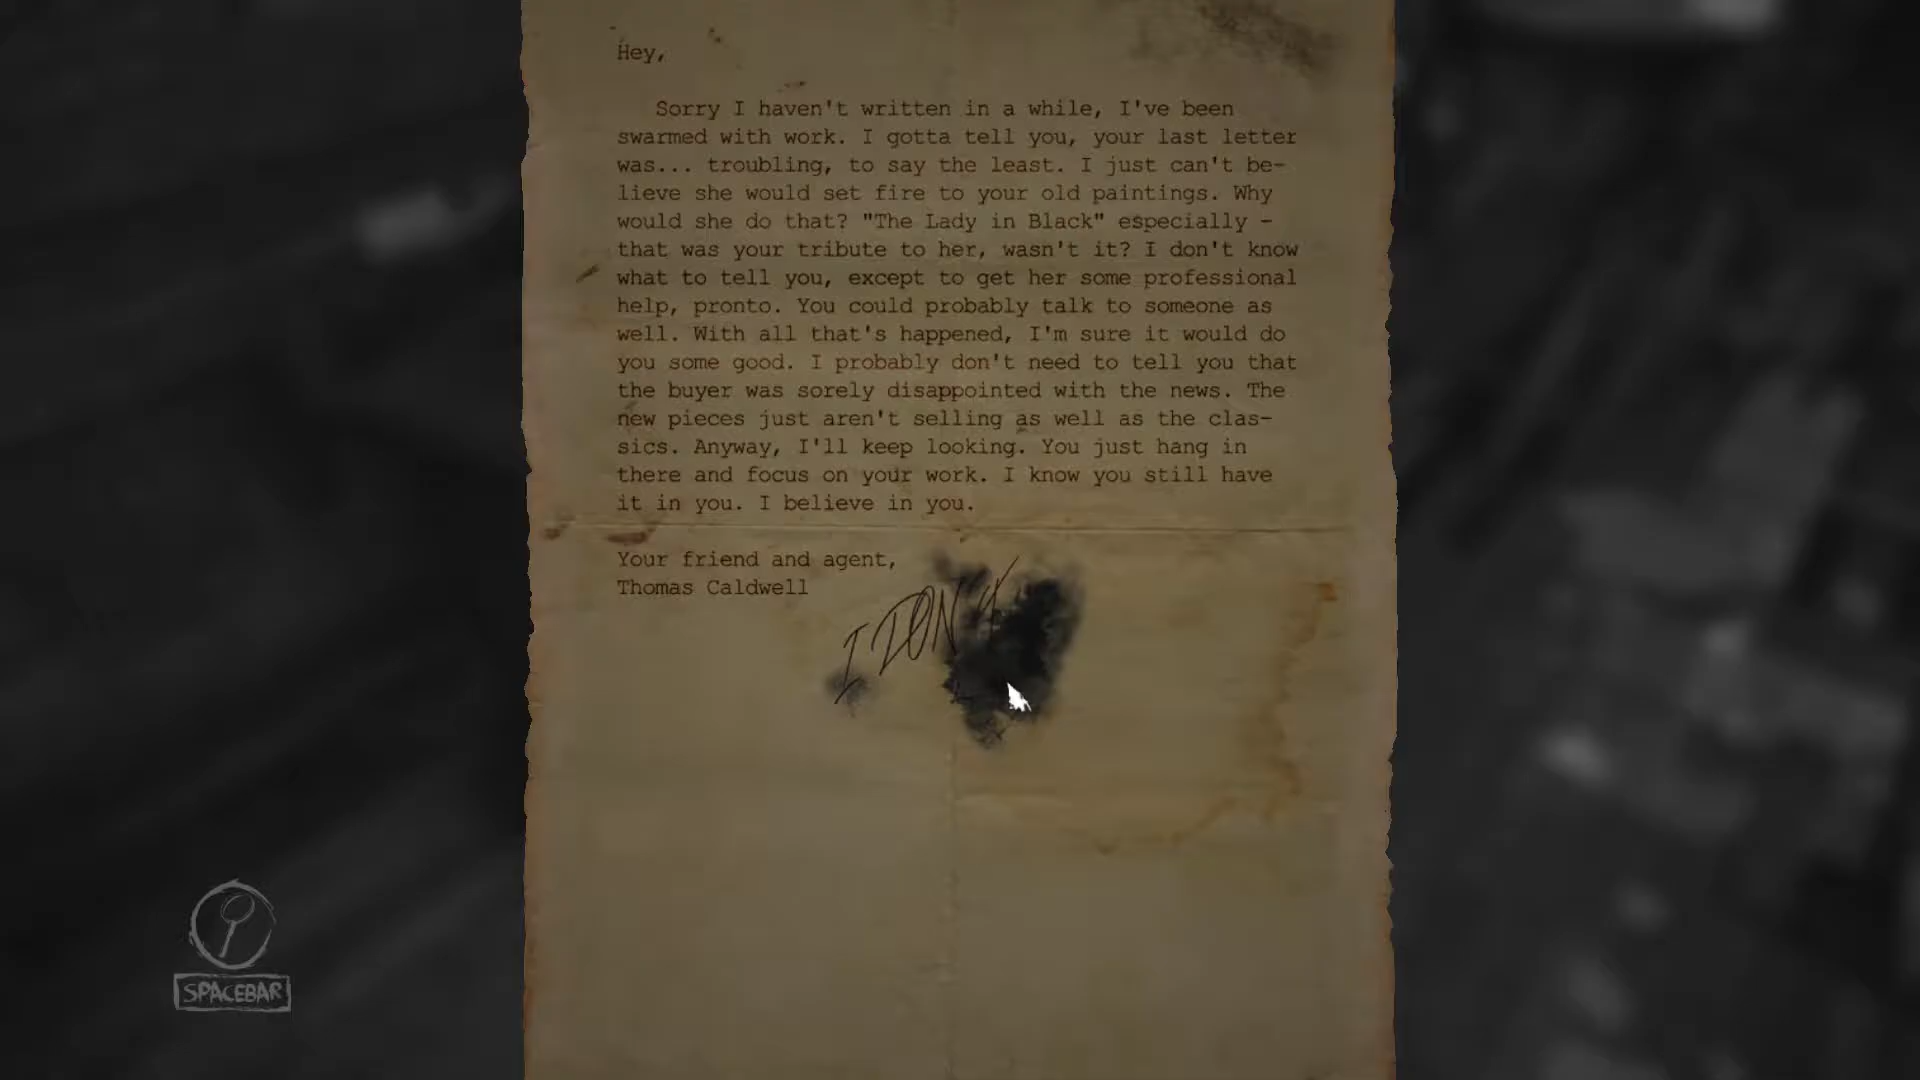 Hey,
Sorry I haven't written in a while, I've been
swarmed with work. I gotta tell you, your last letter
was... troubling, to say the least. I just can't be-
lieve she would set fire to your old paintings. Why
would she do that? "The Lady in Black" especially -
that was your tribute to her, wasn't it? I don't know
what to tell you, except to get her some professional
help, pronto. You could probably talk to someone as
well. With all that's happened, I'm sure it would do
you some good. I probably don't need to tell you that
the buyer was sorely disappointed with the news. The
new pieces just aren't selling as well as the clas-
sics. Anyway, I'll keep looking. You just hang in
there and focus on your work. I know you still have
it in you. I believe in you.
Your friend and agent,
Thomas Caldwell
I DON'T
SPACEBAR